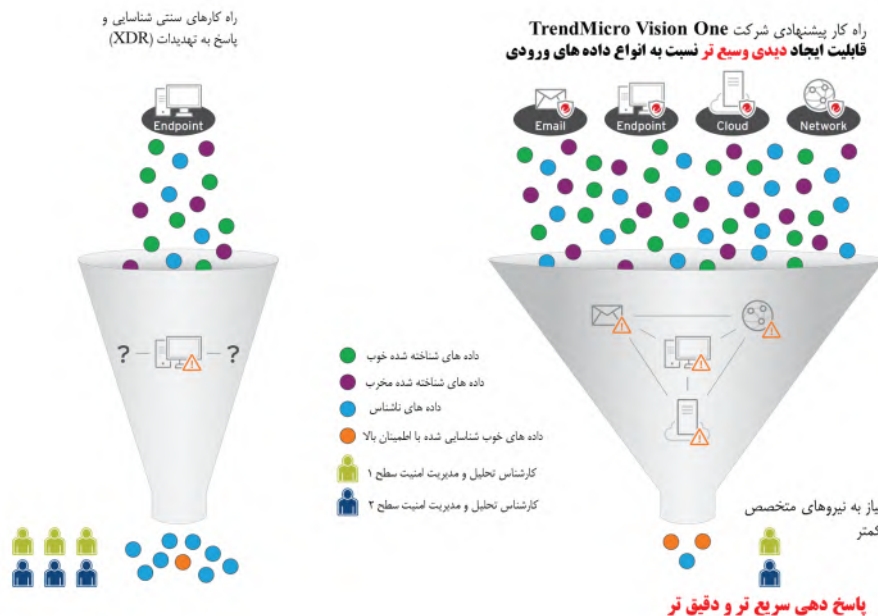 راه کار پیشنهادی شرکت TrendMicro Vision One
قابلیت ایجاد دیدی وسیع تر نسبت به انواع داده های ورودی
Email
Endpoint
Cloud
Network
راه کارهای سنتی شناسایی و
پاسخ به تهدیدات (XDR)
Endpoint
?
?
داده های شناخته شده خوب
داده های شناخته شده مخرب
داده های ناشناس
داده های خوب شناسایی شده با اطمینان بالا
کارشناس تحلیل و مدیریت امنیت سطح ۱
کارشناس تحلیل و مدیریت امنیت سطح ۲
نیاز به نیروهای متخصص
کمتر
پاسخ دهی سریع تر و دقیق تر